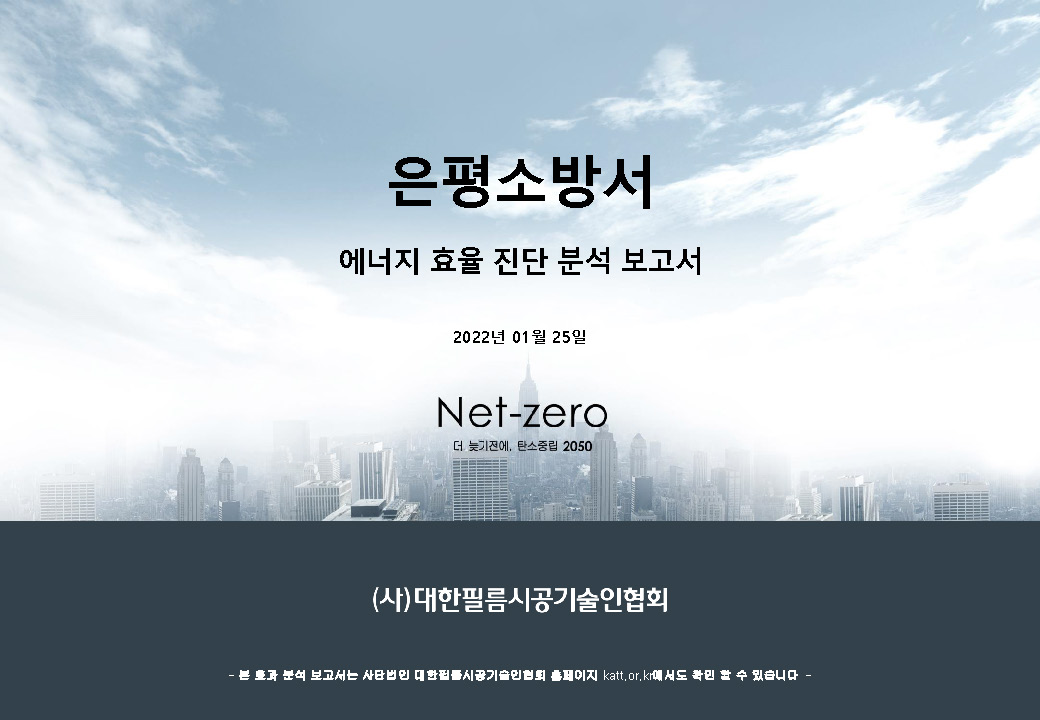 은평소방서
에너지 효율 진단 분석 보고서
2022년 01월 25일
Net-zero
더 늦기전에, 탄소중립 2050
(사)대한필름시공기술인협회
- 본 효과 분석 보고서는 사단법인 대한필름시공기술인협회 홈페이지 katt.or.kr에서도 확인 할 수 있습니다 -